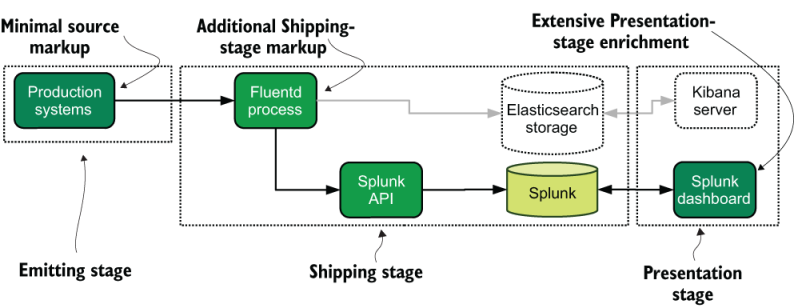 Minimal source
markup
Additional Shipping-
stage markup
Extensive Presentation-
stage enrichment
Production
systems
Fluentd
process
Elasticsearch
storage
Kibana
server
Splunk
API
Splunk
Splunk
dashboard
Emitting stage
Shipping stage
Presentation
stage